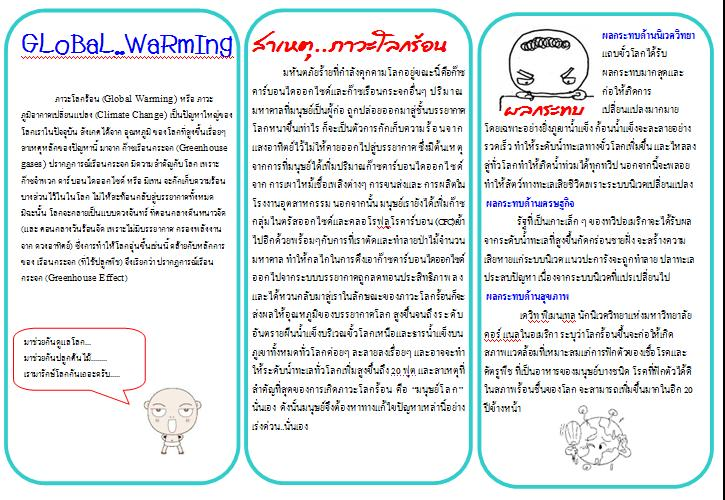 GLoBaL..WaRmIng
ภาวะโลกร้อน (Global Warming) หรือ ภาวะ
ภูมิอากาศเปลี่ยนแปลง (Climate Change) เป็นปัญหาใหญ่ของ
โลกเราในปัจุบัน สังเกตได้จาก อุณหภูมิ ของโลกที่สูงขึ้นเรื่อยๆ
สาเหตุหลักของปัญหานี้ มาจาก ก๊าซเรือนกระจก (Greenhouse
gases) ปรากฏการณ์เรือนกระจก มีความสำคัญกับโลก เพราะ
ก๊าซจำพวก คาร์บอนไดออกไซด์ หรือ มีเทน จะกักเก็บความร้อน
บางส่วนไว้ในในโลก ไม่ให้สะท้อนกลับสู่บรรยากาศทั้งหมด
มิฉะนั้น โลกจะกลายเป็นแบบดวงจันทร์ ที่ตอนกลางคืนหนาวจัด
(และ ตอนกลางวันร้อนจัด เพราะไม่มีบรรยากาศ กรองพลังงาน
จาก ดวงอาทิตย์) ซึ่งการทำให้โลกอุ่นขึ้นเช่นนี้ คล้ายกับหลักการ
ของ เรือนกระจก (ที่ใช้ปลูกพืช) จึงเรียกว่า ปรากฏการณ์เรือน
กระจก (Greenhouse Effect)
มาช่วยกันดูแลโลก...
มาช่วยกันปลูกต้นไม้........
เรามารักษ์โลกกันเถอะครับ.....
สาเหตุ..ภาวะโลกร้อน
มหันตภัยร้ายที่กำลังคุกคามโลกอยู่ขณะนี้คือก๊าซ
คาร์บอนไดออกไซด์และก๊าซเรือนกระจกอื่นๆ ปริมาณ
มหาศาลที่มนุษย์เป็นผู้ก่อ ถูกปล่อยออกมาสู่ชั้นบรรยากาศ
โลกหนาขึ้นเท่าไร ก็จะเป็นตัวการกักเก็บความร้อน จาก
แสงอาทิตย์ไว้ไม่ให้คายออกไปสู่บรรยากาศ ซึ่งมีต้นเหตุ
จากการที่มนุษย์ได้เพิ่มปริมาณก๊าซคาร์บอนไดออกไซด์
จาก การเผาไหม้เชื้อเพลิงต่างๆ การขนส่งและ การผลิตใน
โรงงานอุตสาหกรรม นอกจากนั้นมนุษย์เรายังได้เพิ่มก๊าซ
กลุ่มไนตรัสออกไซด์และคลอโรฟลูโรคาร์บอน (CFC)เข้า
ไปอีกด้วยพร้อมๆกับการที่เราตัดและทำลายป่าไม้จำนวน
มหาศาล ทำให้กลไกในการดึงเอาก๊าซคาร์บอนไดออกไซด์
ออกไปจากระบบบรรยากาศถูกลดทอนประสิทธิภาพลง
และได้หวนกลับมาสู่เราในลักษณะของภาวะโลกร้อนก็จะ
ส่งผลให้อุณหภูมิของบรรยากาศโลก สูงขึ้นจนถึงระดับ
อันตรายผืนน้ำแข็งบริเวณขั้วโลกเหนือและธารน้ำแข็งบน
ภูเขาทั้งหมดทั่วโลกค่อยๆ ละลายลงเรื่อยๆ และอาจจะทำ
ให้ระดับน้ำทะเลทั่วโลกเพิ่มสูงขึ้นถึง 20 ฟุต และสาเหตุที่
สำคัญที่สุดของการเกิดภาวะโลกร้อน คือ “มนุษย์โลก”
นั่นเอง ดังนั้นมนุษย์จึงต้องหาทางแก้ไขปัญหาเหล่านี้อย่าง
เร่งด่วน..นั่นเอง
ผลกระทบ
ผลกระทบด้านนิเวศวิทยา
แถบขั้วโลกได้รับ
ผลกระทบมากสุดและ
ก่อให้เกิดการ
เปลี่ยนแปลงมากมาย
โดยเฉพาะอย่างยิ่งภูเขาน้ำแข็ง ก้อนน้ำแข็งจะละลายอย่าง
รวดเร็ว ทำให้ระดับน้ำทะเลทางขั้วโลกเพิ่มขึ้น และไหลลง
สู่ทั่วโลกทำให้เกิดน้ำท่วมได้ทุกทวีป นอกจากนี้จะพลอย
ทำให้สัตว์ทางทะเลเสียชีวิตเพราะระบบนิเวศเปลี่ยนแปลง
ผลกระทบด้านเศรษฐกิจ
รัฐที่เป็นเกาะเล็ก ๆ ของทวีปอเมริกาจะได้รับผล
จากระดับน้ำทะเลที่สูงขึ้นกัดกร่อนชายฝั่ง จะสร้างความ
เสียหายแก่ระบบนิเวศ แนวปะการังจะถูกทำลาย ปลาทะเล
ประสบปัญหา เนื่องจากระบบนิเวศที่แปรเปลี่ยนไป
ผลกระทบด้านสุขภาพ
เดวิท พิเมนเทล นักนิเวศวิทยาแห่งมหาวิทยาลัย
คอร์ แนลในอเมริกา ระบุว่าโลกร้อนขึ้นจะก่อให้เกิด
สภาพแวดล้อมที่เหมาะสมแก่การฟักตัวของเชื้อโรคและ
ศัตรูพืช ที่เป็นอาหารของมนุษย์บางชนิด โรคที่ฟักตัวได้ดี
ในสภาพร้อนชื้นของโลก จะสามารถเพิ่มขึ้นมากในอีก 20
ปีข้างหน้า